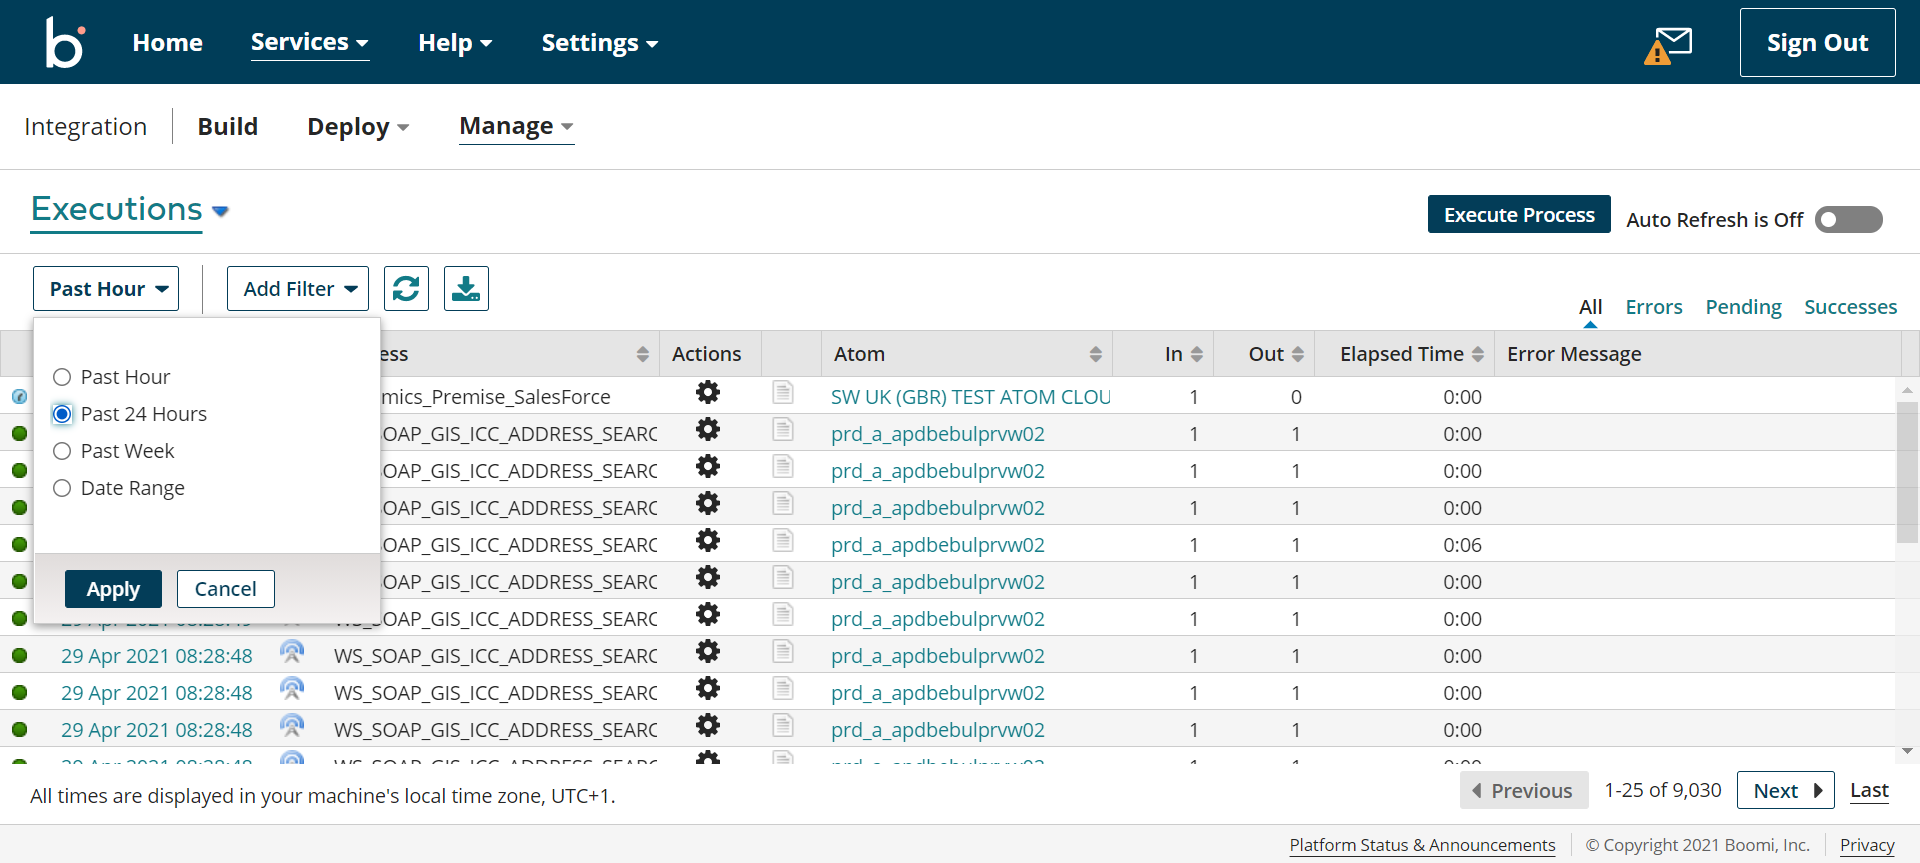 b
Home Services Help Settings Sign Out
Integration Build Deploy Manage
Executions
Execute Process Auto Refresh is Off
Past Hour Add Filter
All Errors Pending Successes
ess Actions Atom In Out Elapsed Time Error Message
Past Hour
Past 24 Hours
Past Week
Date Range
Apply Cancel
mics_Premise_SalesForce SW UK (GBR) TEST ATOM CLOU 1 0 0:00
SOAP_GIS_ICC_ADDRESS_SEARC prd_a_apdbebulprvw02 1 1 0:00
OAP_GIS_ICC_ADDRESS_SEARC prd_a_apdbebulprvw02 1 1 0:00
OAP_GIS_ICC_ADDRESS_SEARC prd_a_apdbebulprvw02 1 1 0:00
OAP_GIS_ICC_ADDRESS_SEARC prd_a_apdbebulprvw02 1 1 0:06
OAP_GIS_ICC_ADDRESS_SEARC prd_a_apdbebulprvw02 1 1 0:00
SOAP_GIS_ICC_ADDRESS_SEARC prd_a_apdbebulprvw02 1 1 0:00
29 Apr 2021 08:28:48 WS_SOAP_GIS_ICC_ADDRESS_SEARC prd_a_apdbebulprvw02 1 1 0:00
29 Apr 2021 08:28:48 WS_SOAP_GIS_ICC_ADDRESS_SEARC prd_a_apdbebulprvw02 1 1 0:00
29 Apr 2021 08:28:48 WS_SOAP_GIS_ICC_ADDRESS_SEARC prd_a_apdbebulprvw02 1 1 0:00
All times are displayed in your machine's local time zone, UTC+1.
Previous 1-25 of 9,030 Next Last
Platform Status & Announcements © Copyright 2021 Boomi, Inc. Privacy